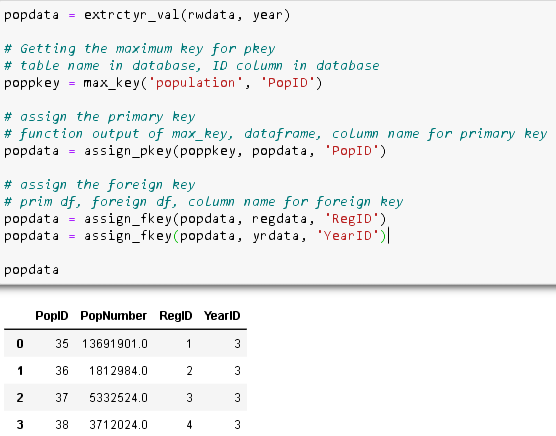 popdata = extrctyr_val(rwdata, year)
# Getting the maximum key for pkey
# table name in database, ID column in database
poppkey = max_key('population', 'PopID')
# assign the primary key
# function output of max_key, dataframe, column name for primary key
popdata = assign_pkey(poppkey, popdata, 'PopID')
# assign the foreign key
# prim df, foreign df, column name for foreign key
popdata = assign_fkey(popdata, regdata, 'RegID')
popdata = assign_fkey(popdata, yrdata, 'YearID')
popdata
PopID PopNumber RegID YearID
0 35 13691901.0 1 3
1 36 1812984.0 2 3
2 37 5332524.0 3 3
3 38 3712024.0 4 3